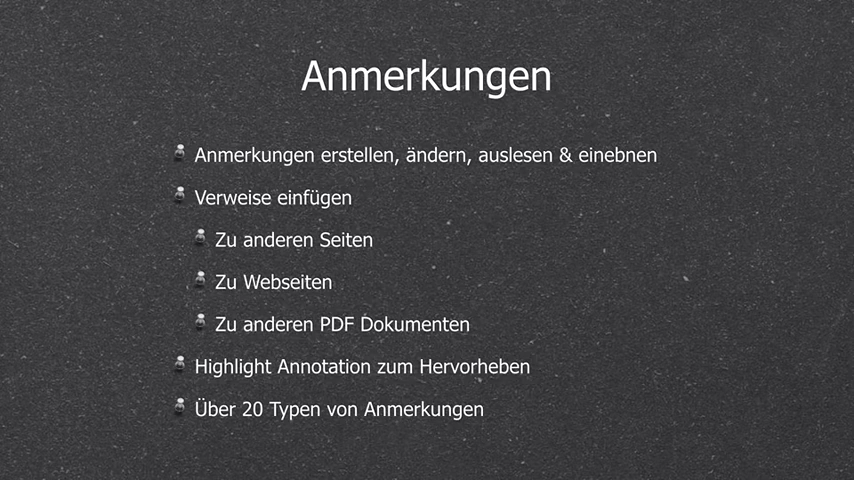 Anmerkungen
Anmerkungen erstellen, ändern, auslesen & einebnen
Verweise einfügen
Zu anderen Seiten
Zu Webseiten
Zu anderen PDF Dokumenten
Highlight Annotation zum Hervorheben
Über 20 Typen von Anmerkungen